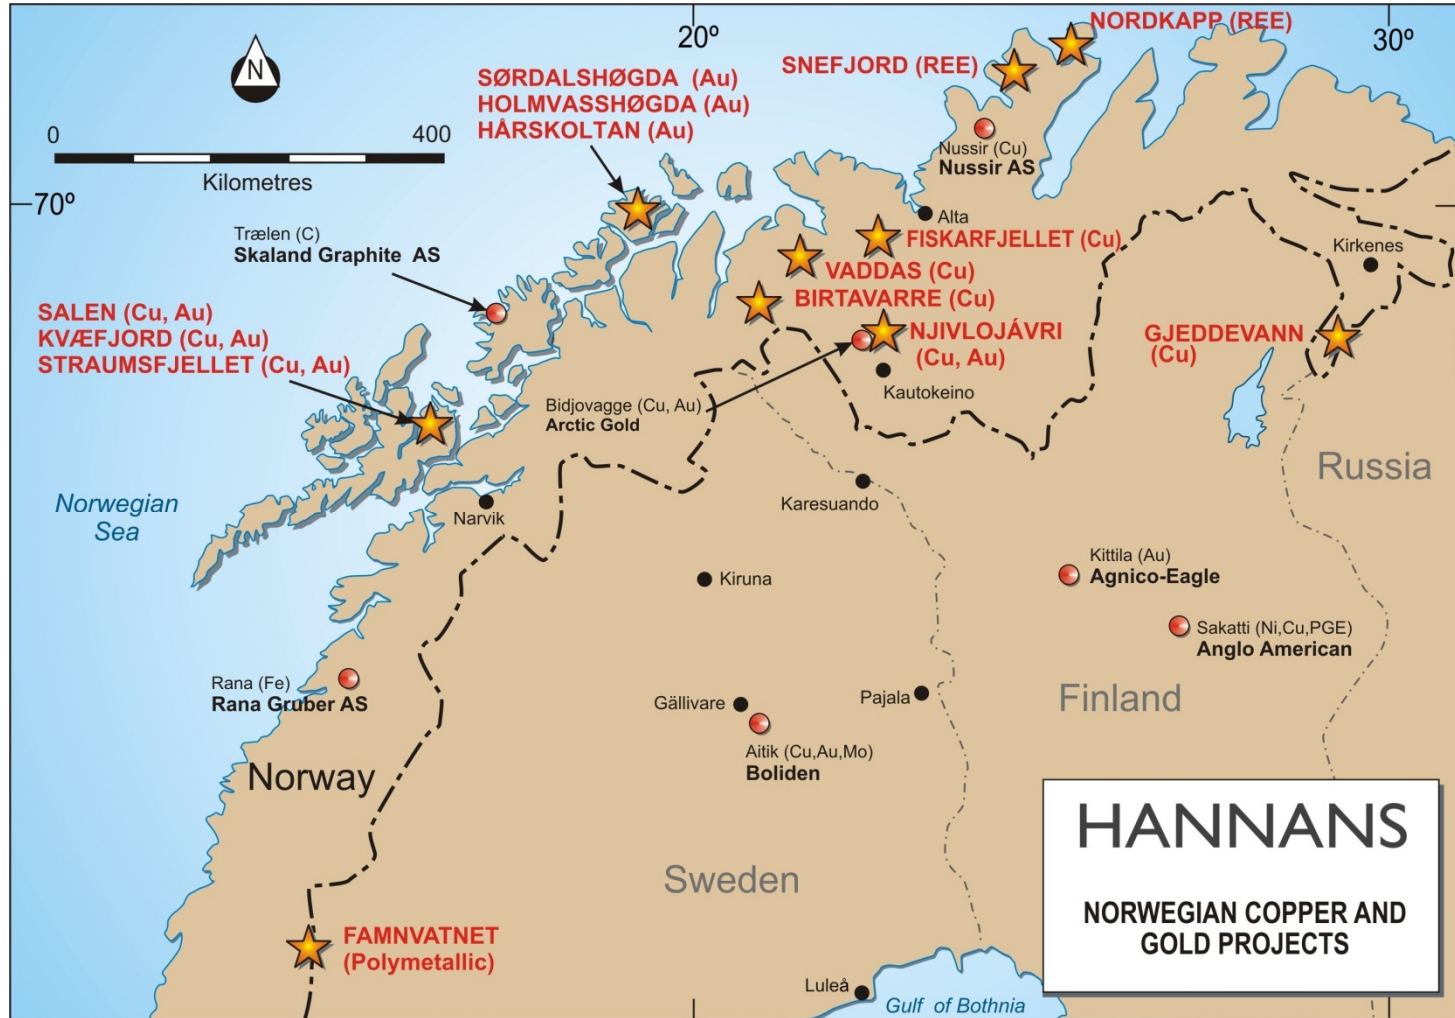 20º
30º
NORDKAPP (REE)
SNEFJORD (REE)
N
SØRDALSHØGDA (Au)
HOLMVASSHØGDA (Au)
HÅRSKOLTAN (Au)
0
400
Kilometres
Nussir (Cu)
Nussir AS
70º
Alta
Trælen (C)
Skaland Graphite AS
FISKARFJELLET (Cu)
Kirkenes
VADDAS (Cu)
BIRTAVARRE (Cu)
SALEN (Cu, Au)
KVÆFJORD (Cu, Au)
STRAUMSFJELLET (Cu, Au)
NJIVLOJÁVRI
(Cu, Au)
GJEDDEVANN
(Cu)
Kautokeino
Bidjovagge (Cu, Au)
Arctic Gold
Russia
Norwegian
Sea
Narvik
Karesuando
Kittila (Au)
Agnico-Eagle
Kiruna
Sakatti (Ni,Cu,PGE)
Anglo American
Rana (Fe)
Rana Gruber AS
Gällivare
Pajala
Finland
Aitik (Cu,Au,Mo)
Boliden
Norway
HANNANS
NORWEGIAN COPPER AND
GOLD PROJECTS
Sweden
FAMNVATNET
(Polymetallic)
Luleå
Gulf of Bothnia